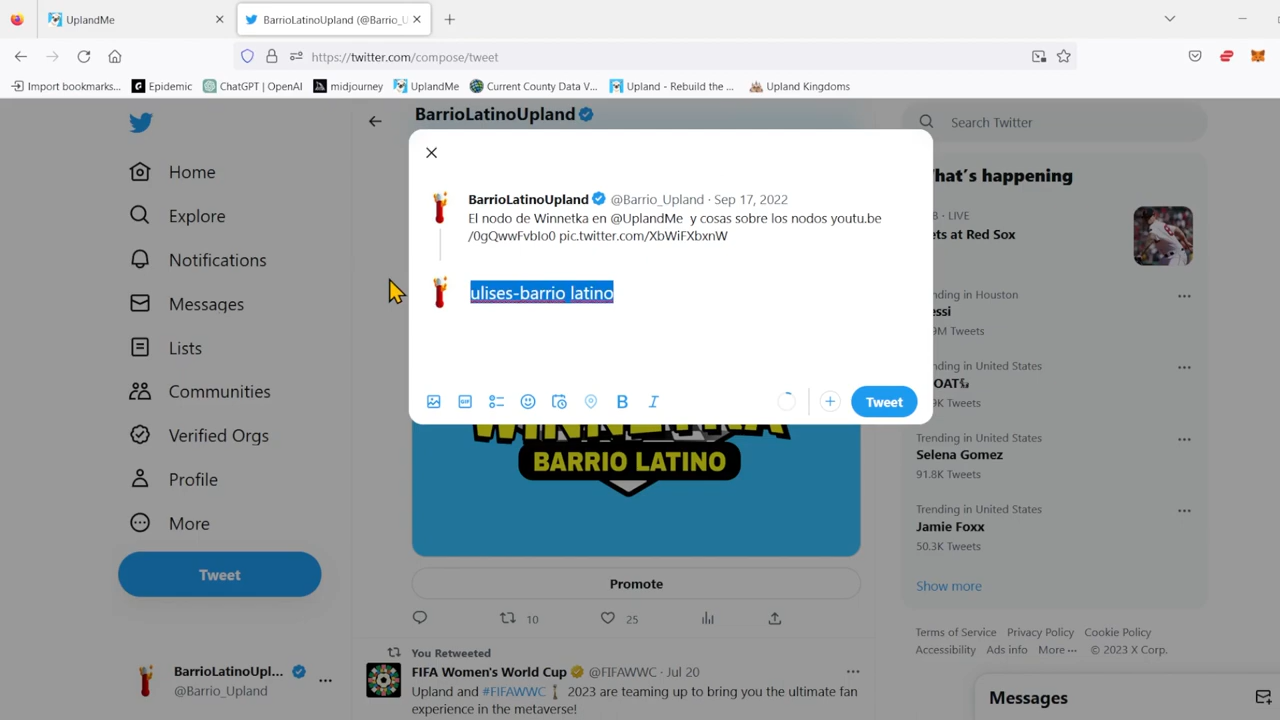 UplandMe
BarrioLatinoUpland (@Barrio_U
https://twitter.com/compose/tweet
Import bookmarks...
Epidemic
ChatGPT | OpenAI
midjourney
UplandMe
Current County Data V...
Upland - Rebuild the ...
Upland Kingdoms
BarrioLatinoUpland
Search Twitter
Home
Explore
Notifications
Messages
Lists
Communities
Verified Orgs
Profile
More
Tweet
BarrioLatinoUpl...
@Barrio_Upland
BarrioLatinoUpland @Barrio_Upland · Sep 17, 2022
El nodo de Winnetka en @UplandMe y cosas sobre los nodos youtu.be
/0gQwwFvbIo0 pic.twitter.com/XbWiFXbxnW
ulises-barrio latino
GIF
B I
Tweet
WINNETKA
BARRIO LATINO
Promote
10
25
You Retweeted
FIFA Women's World Cup @FIFAWWC · Jul 20
Upland and #FIFAWWC 2023 are teaming up to bring you the ultimate fan
experience in the metaverse!
hat's happening
B · LIVE
ets at Red Sox
ending in Houston
essi
9M Tweets
ending in United States
OAT
9K Tweets
Trending in United States
Selena Gomez
91.8K Tweets
Trending in United States
Jamie Foxx
50.3K Tweets
Show more
Terms of Service Privacy Policy Cookie Policy
Accessibility Ads info More ··· © 2023 X Corp.
Messages